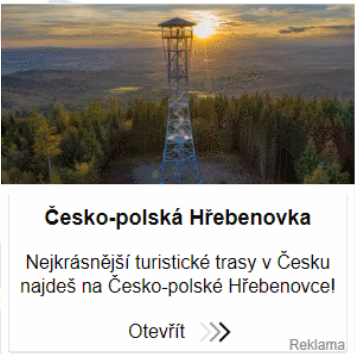 Česko-polská Hřebenovka
Nejkrásnější turistické trasy v Česku
najdeš na Česko-polské Hřebenovce!
Otevřít
Reklama